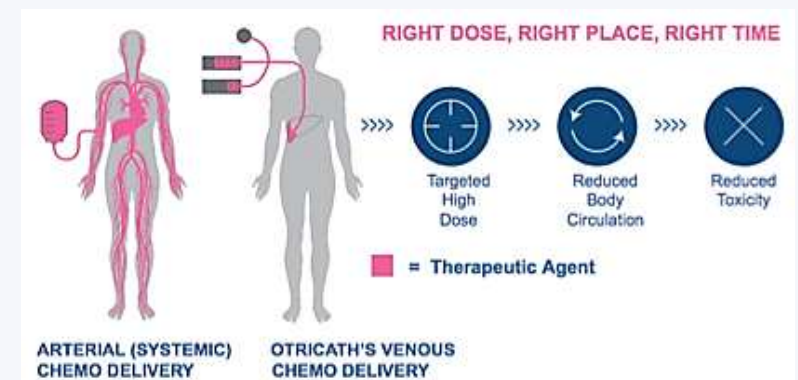 RIGHT DOSE, RIGHT PLACE, RIGHT TIME
Targeted
High
Dose
Reduced
Body
Circulation
Reduced
Toxicity
= Therapeutic Agent
ARTERIAL (SYSTEMIC)
CHEMO DELIVERY
OTRICATH'S VENOUS
CHEMO DELIVERY